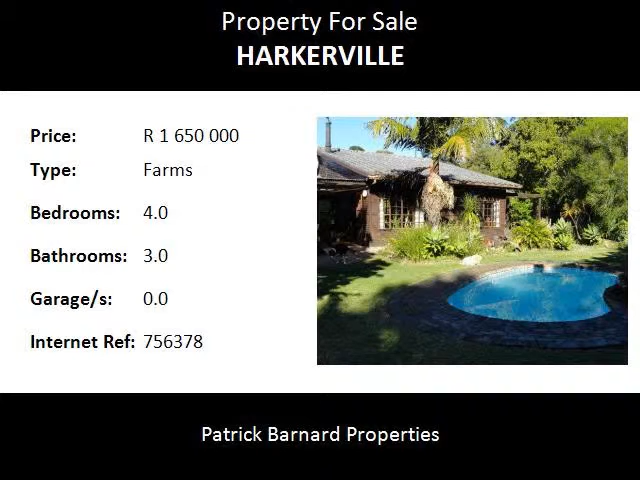 Property For Sale
HARKERVILLE
Price: R 1 650 000
Type: Farms
Bedrooms: 4.0
Bathrooms: 3.0
Garage/s: 0.0
Internet Ref: 756378
Patrick Barnard Properties